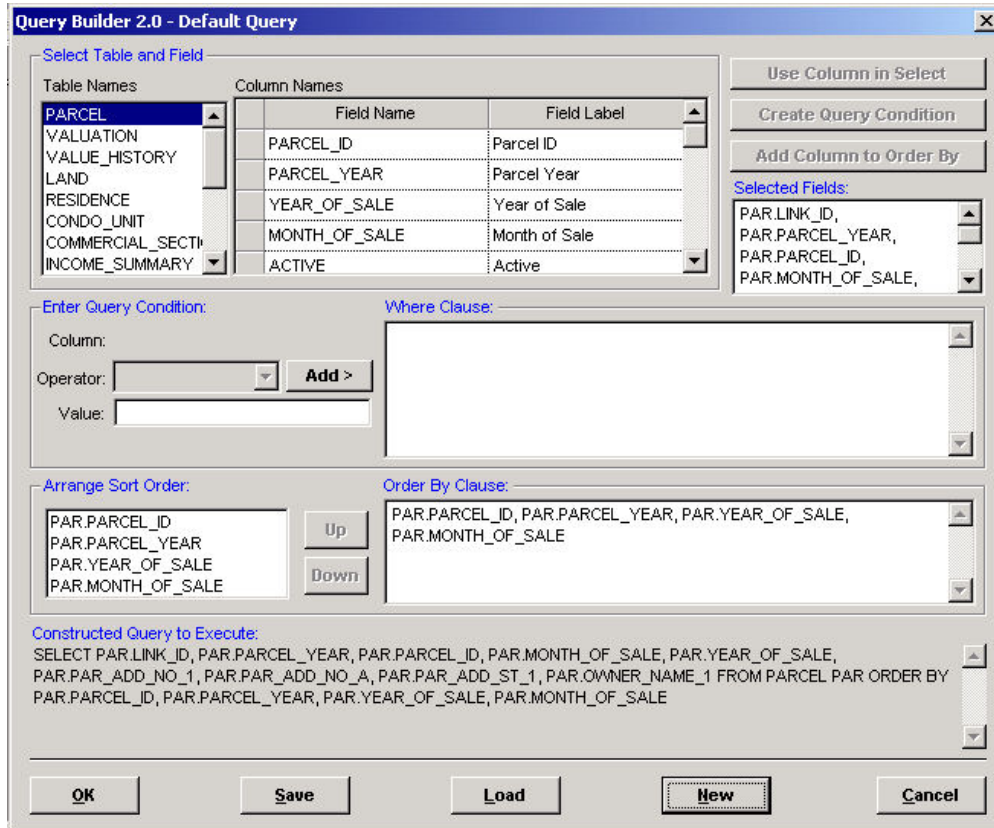 Query Builder 2.0 - Default Query
Select Table and Field
Table Names
Column Names
PARCEL
VALUATION
VALUE_HISTORY
LAND
RESIDENCE
CONDO_UNIT
COMMERCIAL_SECTI
INCOME_SUMMARY
Field Name Field Label
PARCEL_ID Parcel ID
PARCEL_YEAR Parcel Year
YEAR_OF_SALE Year of Sale
MONTH_OF_SALE Month of Sale
ACTIVE Active
Use Column in Select
Create Query Condition
Add Column to Order By
Selected Fields:
PAR.LINK_ID,
PAR.PARCEL_YEAR,
PAR.PARCEL_ID,
PAR.MONTH_OF_SALE,
Enter Query Condition:
Column:
Operator:
Add >
Value:
Where Clause:
Arrange Sort Order:
PAR.PARCEL_ID
PAR.PARCEL_YEAR
PAR.YEAR_OF_SALE
PAR.MONTH_OF_SALE
Up
Down
Order By Clause:
PAR.PARCEL_ID, PAR.PARCEL_YEAR, PAR.YEAR_OF_SALE,
PAR.MONTH_OF_SALE
Constructed Query to Execute:
SELECT PAR.LINK_ID, PAR.PARCEL_YEAR, PAR.PARCEL_ID, PAR.MONTH_OF_SALE, PAR.YEAR_OF_SALE,
PAR.PAR_ADD_NO_1, PAR.PAR_ADD_NO_A, PAR.PAR_ADD_ST_1, PAR.OWNER_NAME_1 FROM PARCEL PAR ORDER BY
PAR.PARCEL_ID, PAR.PARCEL_YEAR, PAR.YEAR_OF_SALE, PAR.MONTH_OF_SALE
OK
Save
Load
New
Cancel